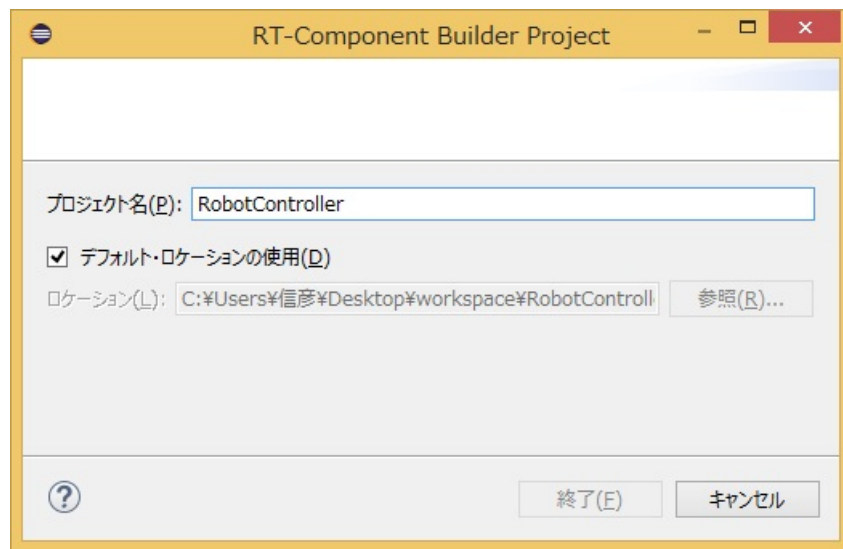 RT-Component Builder Project
プロジェクト名(P): RobotController
デフォルト・ロケーションの使用(D)
ロケーション(L): C:¥Users¥信彦¥Desktop¥workspace¥RobotControll 参照(R)...
終了(F) キャンセル